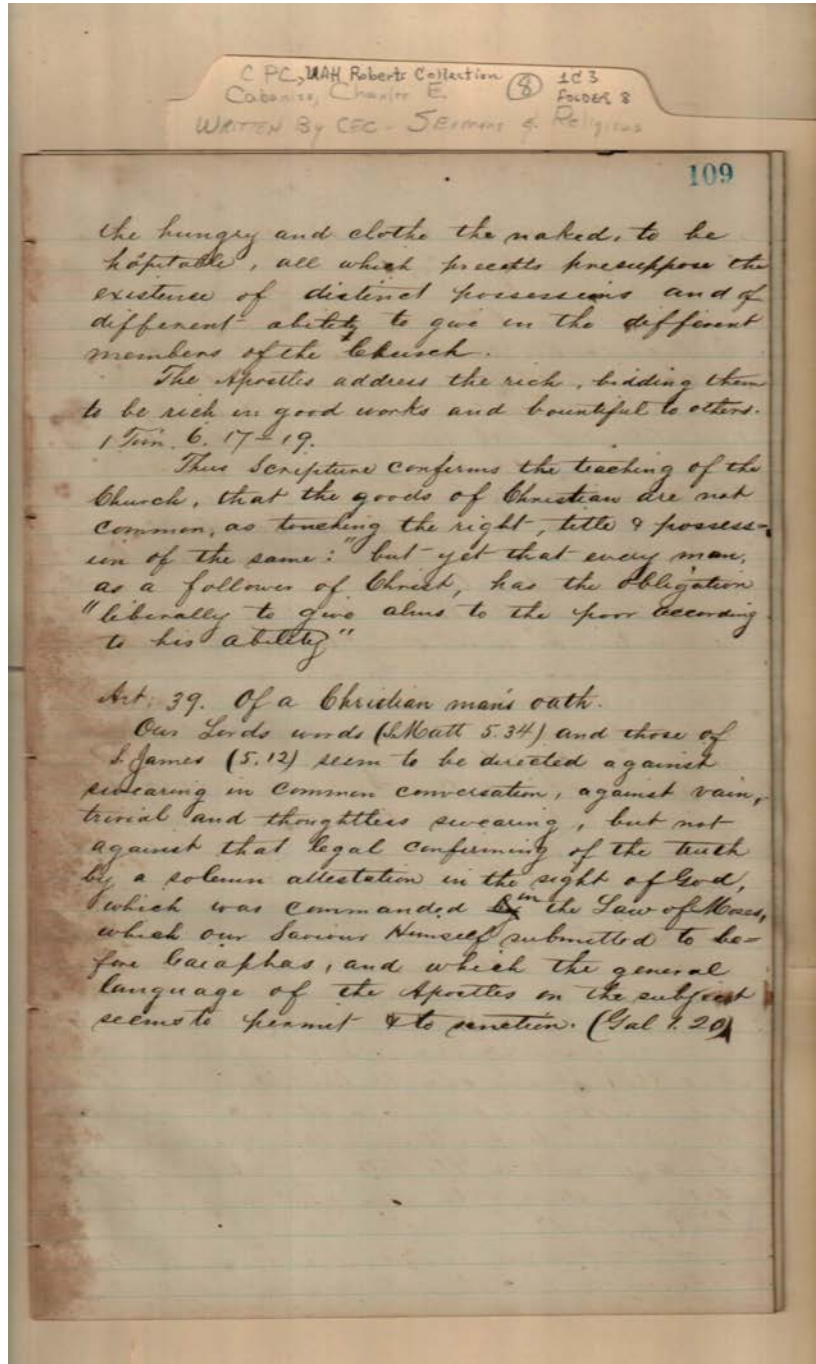 C PC, UAH Roberts Collection ⑧ 1C3
Cabaniss, Charles E. FOLDER 8
WRITTEN By CEC - SERMONS & Religious
109
the hungry and clothe the naked, to be
hospitable, all which precepts presuppose the
existence of distinct possessions and of
different ability to give in the different
members of the Church.
The Apostles address the rich, bidding them
to be rich in good works and bountiful to others.
1 Tim. 6. 17-19.
Thus Scripture confirms the teaching of the
Church, that the goods of Christian are not
common, as touching the right, title & possess-
ion of the same:" but yet that every man,
as a follower of Christ, has the obligation
"liberally to give alms to the poor according
to his ability"
Art. 39. Of a Christian man's oath.
Our Lords words (S. Matt 5.34) and those of
S. James (5.12) seem to be directed against
swearing in common conversation, against vain,
trivial and thoughtless swearing, but not
against that legal confirming of the truth
by a solemn attestation in the sight of God,
which was commanded in the Law of Moses,
which our Saviour Himself submitted to be=
fore Caiaphas, and which the general
language of the Apostles on the subject
seems to permit & to sanction. (Gal 1.20)